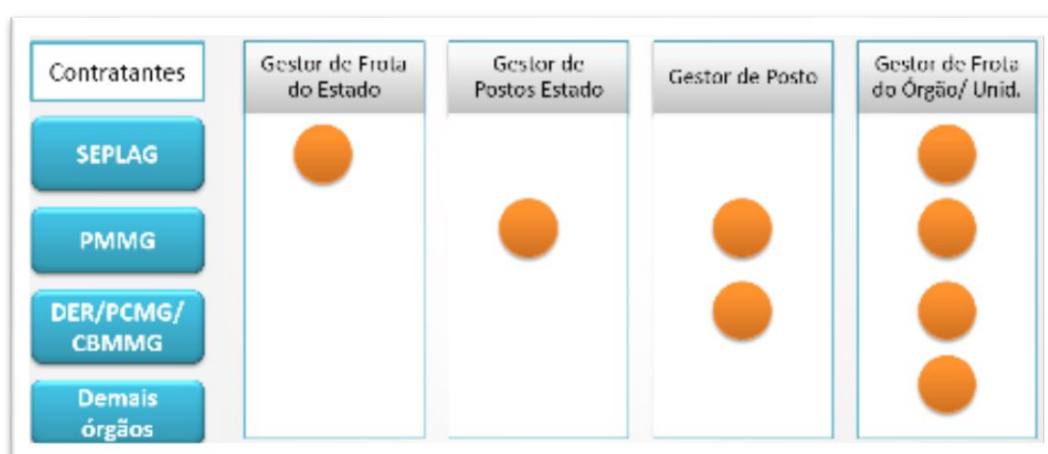 Contratantes
Gestor de Frota
do Estado
Gestor de
Postos Estado
Gestor de Posto
Gestor de Frota
do Órgão/ Unid.
SEPLAG
PMMG
DER/PCMG/
CBMMG
Demais
órgãos